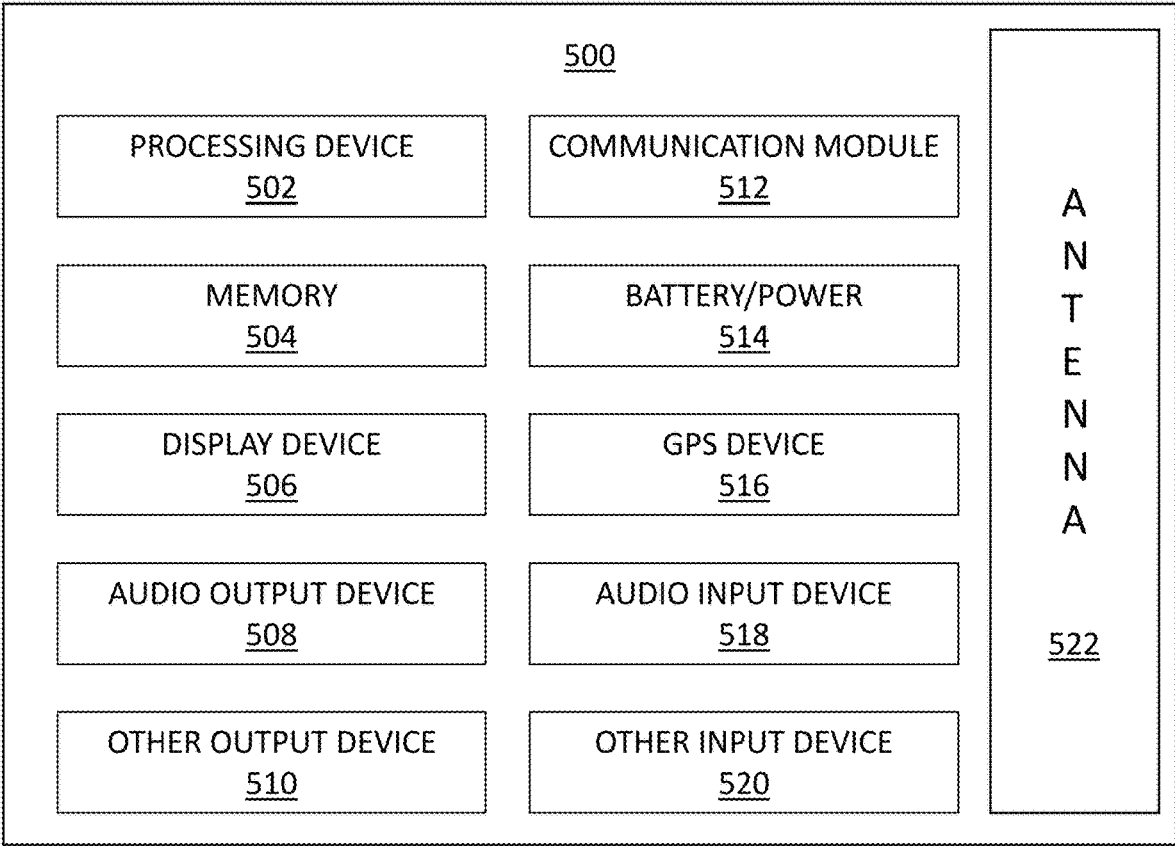 500
PROCESSING DEVICE
502
COMMUNICATION MODULE
512
MEMORY
504
BATTERY/POWER
514
DISPLAY DEVICE
506
GPS DEVICE
516
AUDIO OUTPUT DEVICE
508
AUDIO INPUT DEVICE
518
OTHER OUTPUT DEVICE
510
OTHER INPUT DEVICE
520
ANTENNA
522